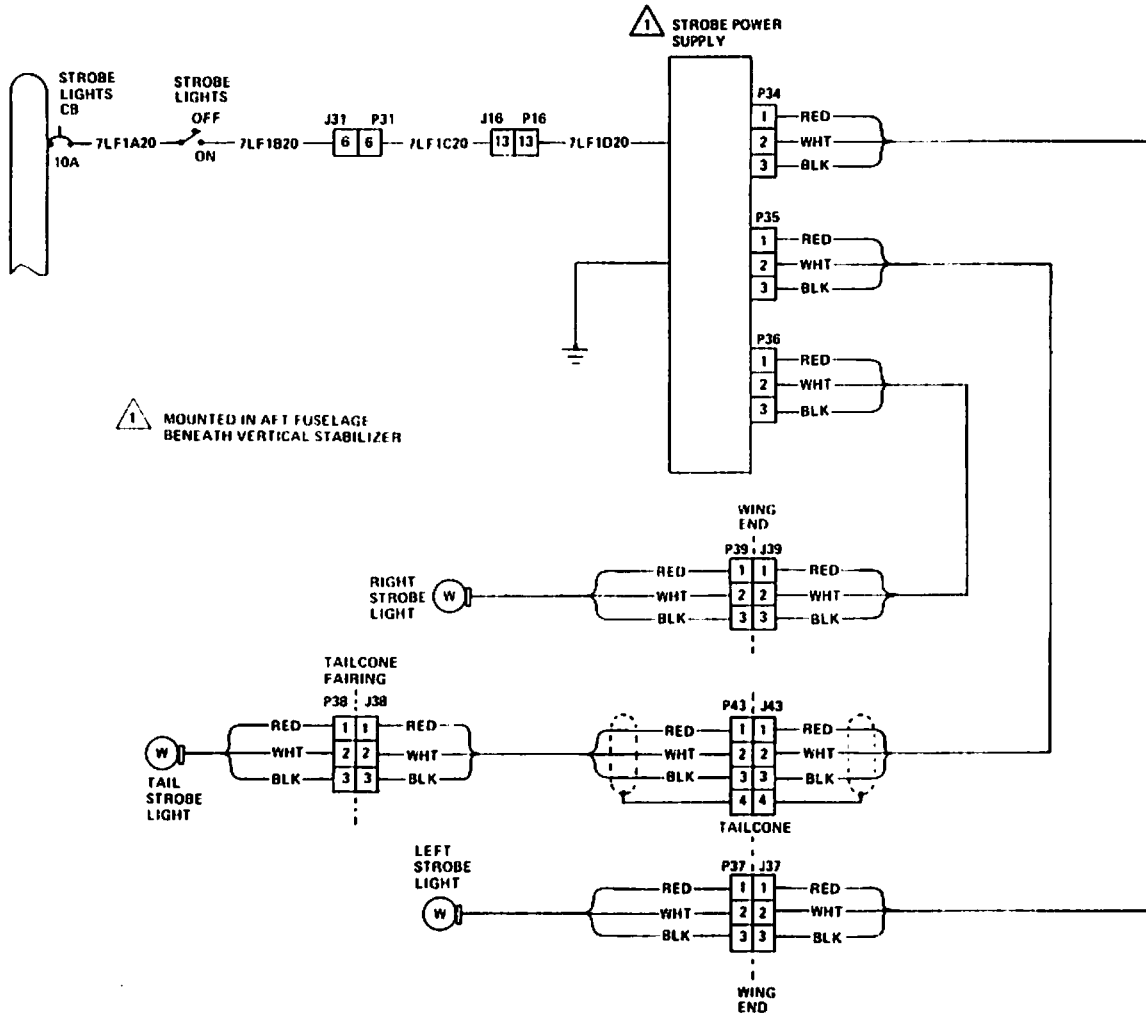 1 STROBE POWER
SUPPLY
STROBE
LIGHTS
CB
10A
7LF1A20
STROBE
LIGHTS
OFF
ON
7LF1B20
J31 P31
6 6
7LF1C20
J16 P16
13 13
7LF1D20
P34
1 RED
2 WHT
3 BLK
P35
1 RED
2 WHT
3 BLK
P36
1 RED
2 WHT
3 BLK
1 MOUNTED IN AFT FUSELAGE
BENEATH VERTICAL STABILIZER
WING
END
P39 J39
RIGHT
STROBE
LIGHT
W
RED 1 1 RED
WHT 2 2 WHT
BLK 3 3 BLK
TAILCONE
FAIRING
P38 J38
W
TAIL
STROBE
LIGHT
RED 1 1 RED
WHT 2 2 WHT
BLK 3 3 BLK
P43 J43
RED 1 1 RED
WHT 2 2 WHT
BLK 3 3 BLK
4 4
TAILCONE
LEFT
STROBE
LIGHT
W
P37 J37
RED 1 1 RED
WHT 2 2 WHT
BLK 3 3 BLK
WING
END